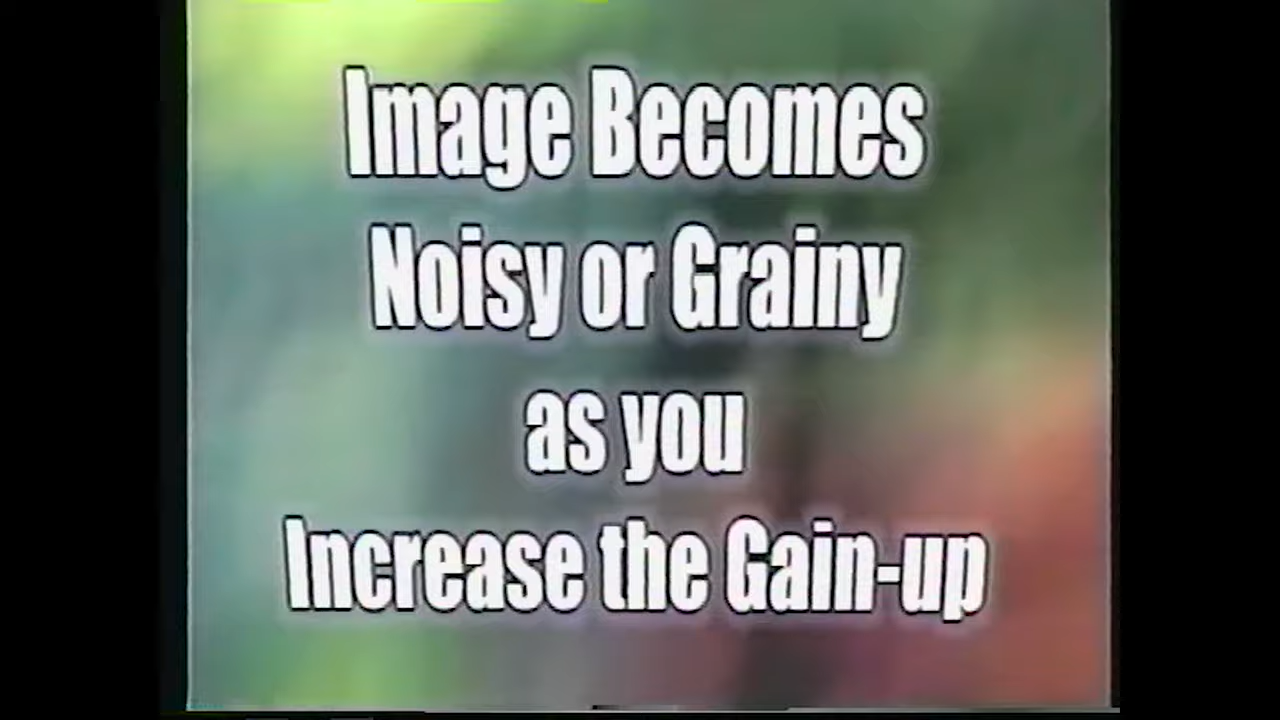 Image Becomes
Noisy or Grainy
as you
Increase the Gain-up